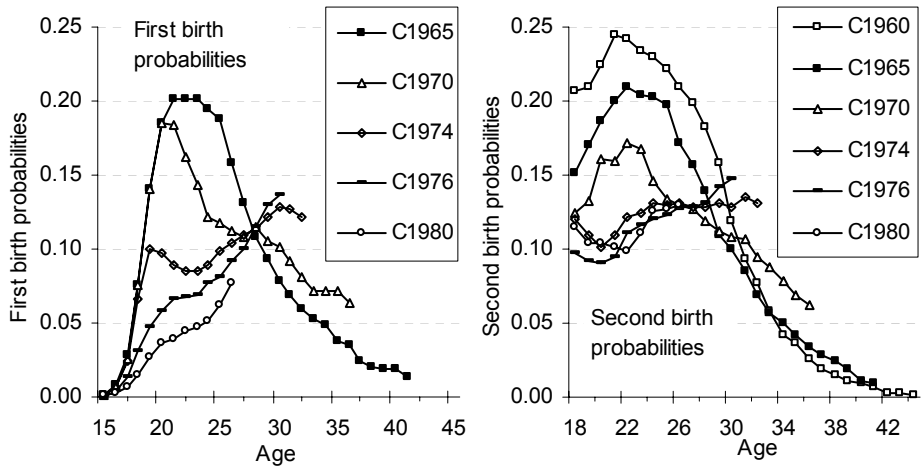 First birth
probabilities
C1965
C1970
C1974
C1976
C1980
First birth probabilities
0.25
0.20
0.15
0.10
0.05
0.00
15 20 25 30 35 40 45
Age
C1960
C1965
C1970
C1974
C1976
C1980
Second birth
probabilities
Second birth probabilities
0.25
0.20
0.15
0.10
0.05
0.00
18 22 26 30 34 38 42
Age